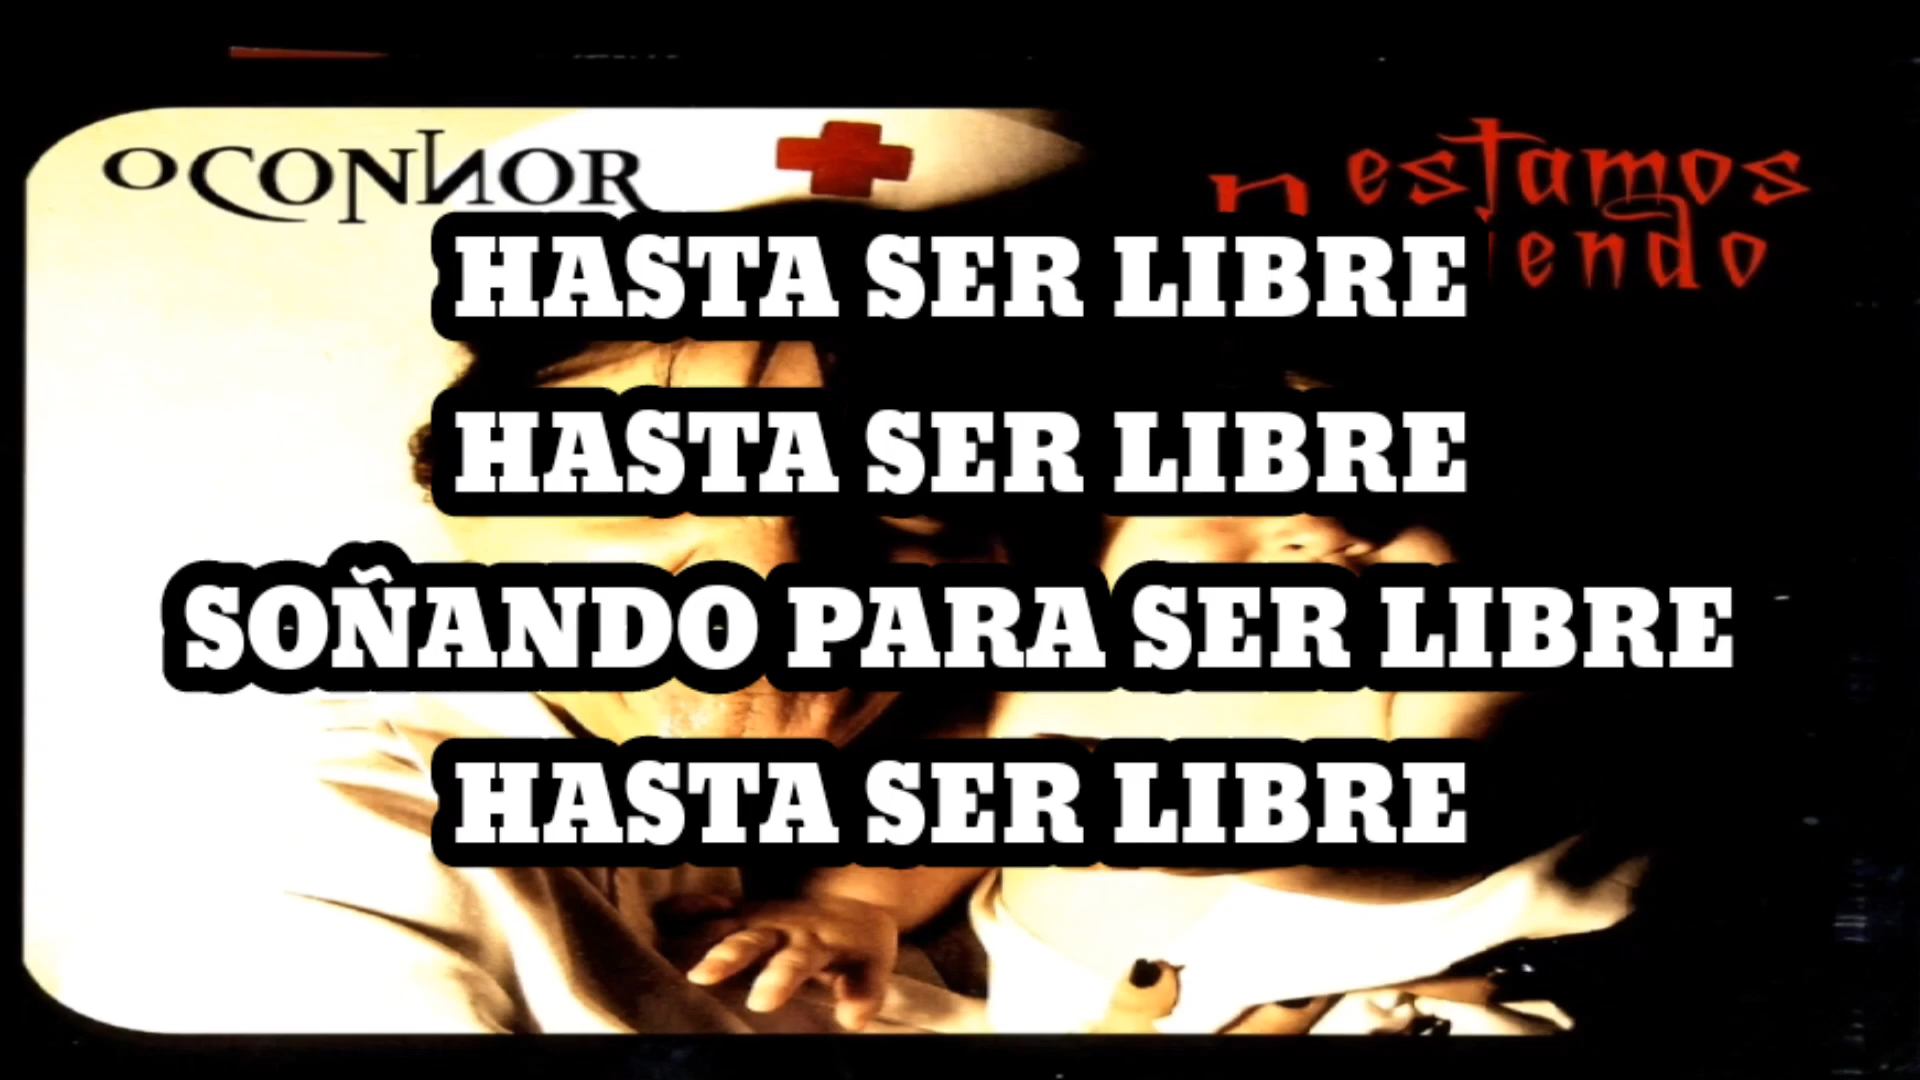 OCONNOR
n estamos
HASTA SER LIBRE
HASTA SER LIBRE
SOÑANDO PARA SER LIBRE
HASTA SER LIBRE